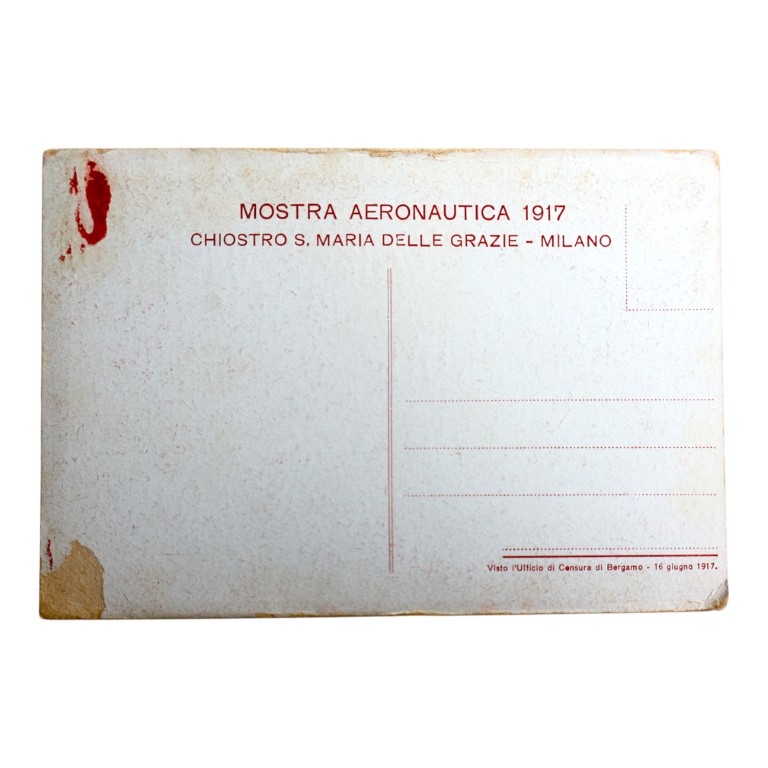 MOSTRA AERONAUTICA 1917
CHIOSTRO S. MARIA DELLE GRAZIE - MILANO
Visto l'Ufficio di Censura di Bergamo - 16 giugno 1917.